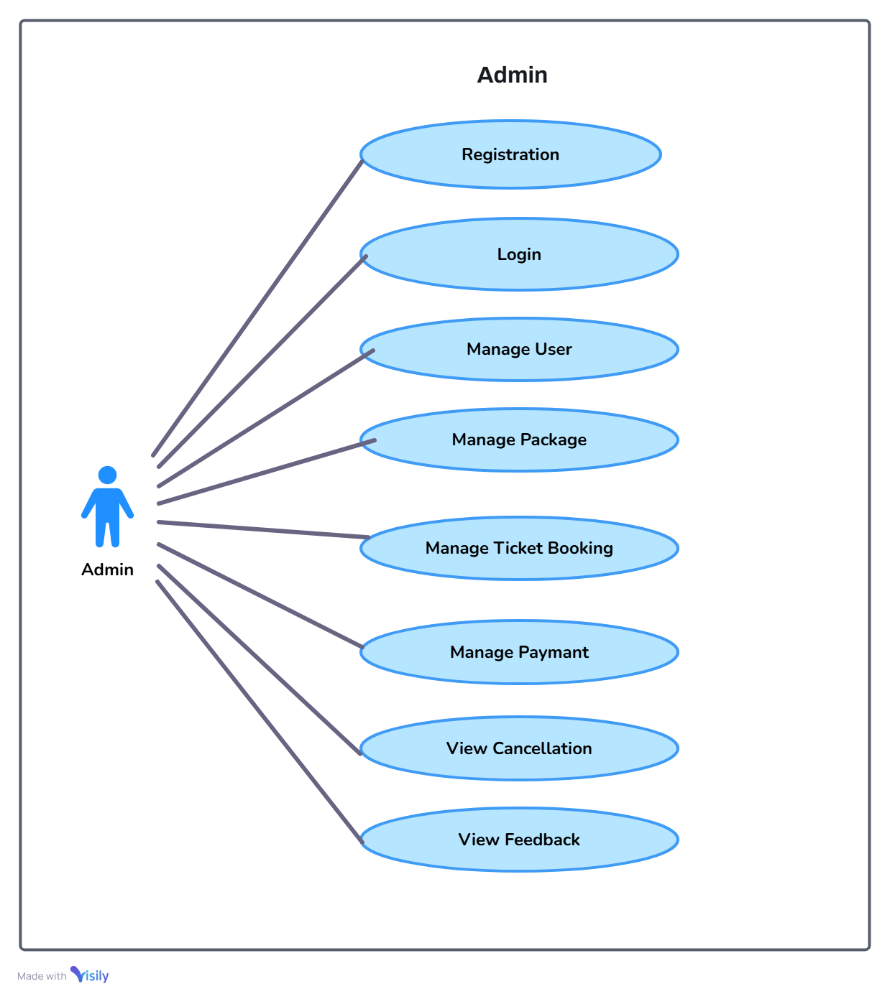 Admin
Registration
Login
Manage User
Manage Package
Manage Ticket Booking
Admin
Manage Paymant
View Cancellation
View Feedback
Made with Visily